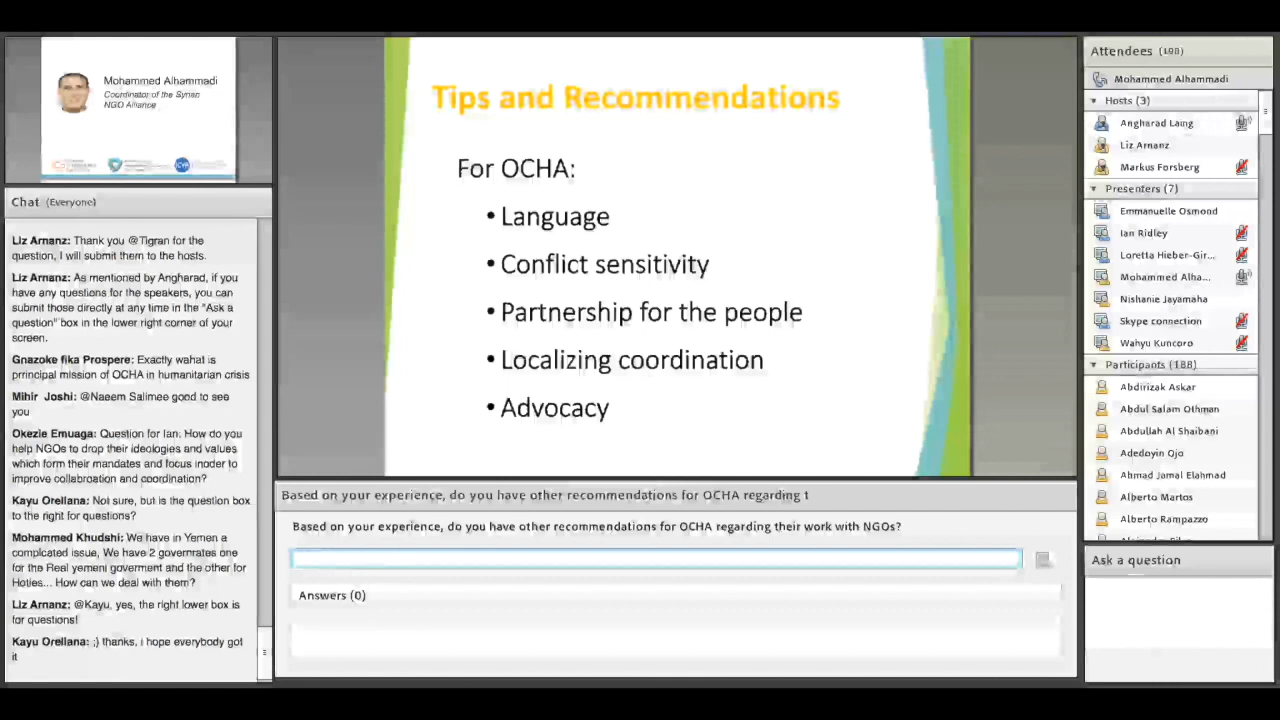 Mohammed Alhammadi
Coordinator of the Syrian
NGO Alliance
ICVA
Chat (Everyone)
Liz Arnanz: Thank you @Tigran for the
question, I will submit them to the hosts.
Liz Arnanz: As mentioned by Angharad, if you
have any questions for the speakers, you can
submit those directly at any time in the "Ask a
question" box in the lower right corner of your
screen.
Gnazoke fika Prospere: Exactly wahat is
prrincipal mission of OCHA in humanitarian crisis
Mihir Joshi: @Naeem Salimee good to see
you
Okezie Emuaga: Question for Ian. How do you
help NGOs to drop their ideologies and values
which form their mandates and focus inoder to
improve collabroation and coordination?
Kayu Orellana: Not sure, but is the question box
to the right for questions?
Mohammed Khudshi: We have in Yemen a
complcated issue, We have 2 governrates one
for the Real yemeni goverment and the other for
Hoties... How can we deal with them?
Liz Arnanz: @Kayu, yes, the right lower box is
for questions!
Kayu Orellana: ;) thanks, i hope everybody got
it
Tips and Recommendations
For OCHA:
• Language
• Conflict sensitivity
• Partnership for the people
• Localizing coordination
• Advocacy
Based on your experience, do you have other recommendations for OCHA regarding t
Based on your experience, do you have other recommendations for OCHA regarding their work with NGOs?
Answers (0)
Attendees (198)
Mohammed Alhammadi
Hosts (3)
Angharad Laing
Liz Arnanz
Markus Forsberg
Presenters (7)
Emmanuelle Osmond
Ian Ridley
Loretta Hieber-Gir...
Mohammed Alha...
Nishanie Jayamaha
Skype connection
Wahyu Kuncoro
Participants (188)
Abdirizak Askar
Abdul Salam Othman
Abdullah Al Shaibani
Adedoyin Ojo
Ahmad Jamal Elahmad
Alberto Martos
Alberto Rampazzo
Ask a question